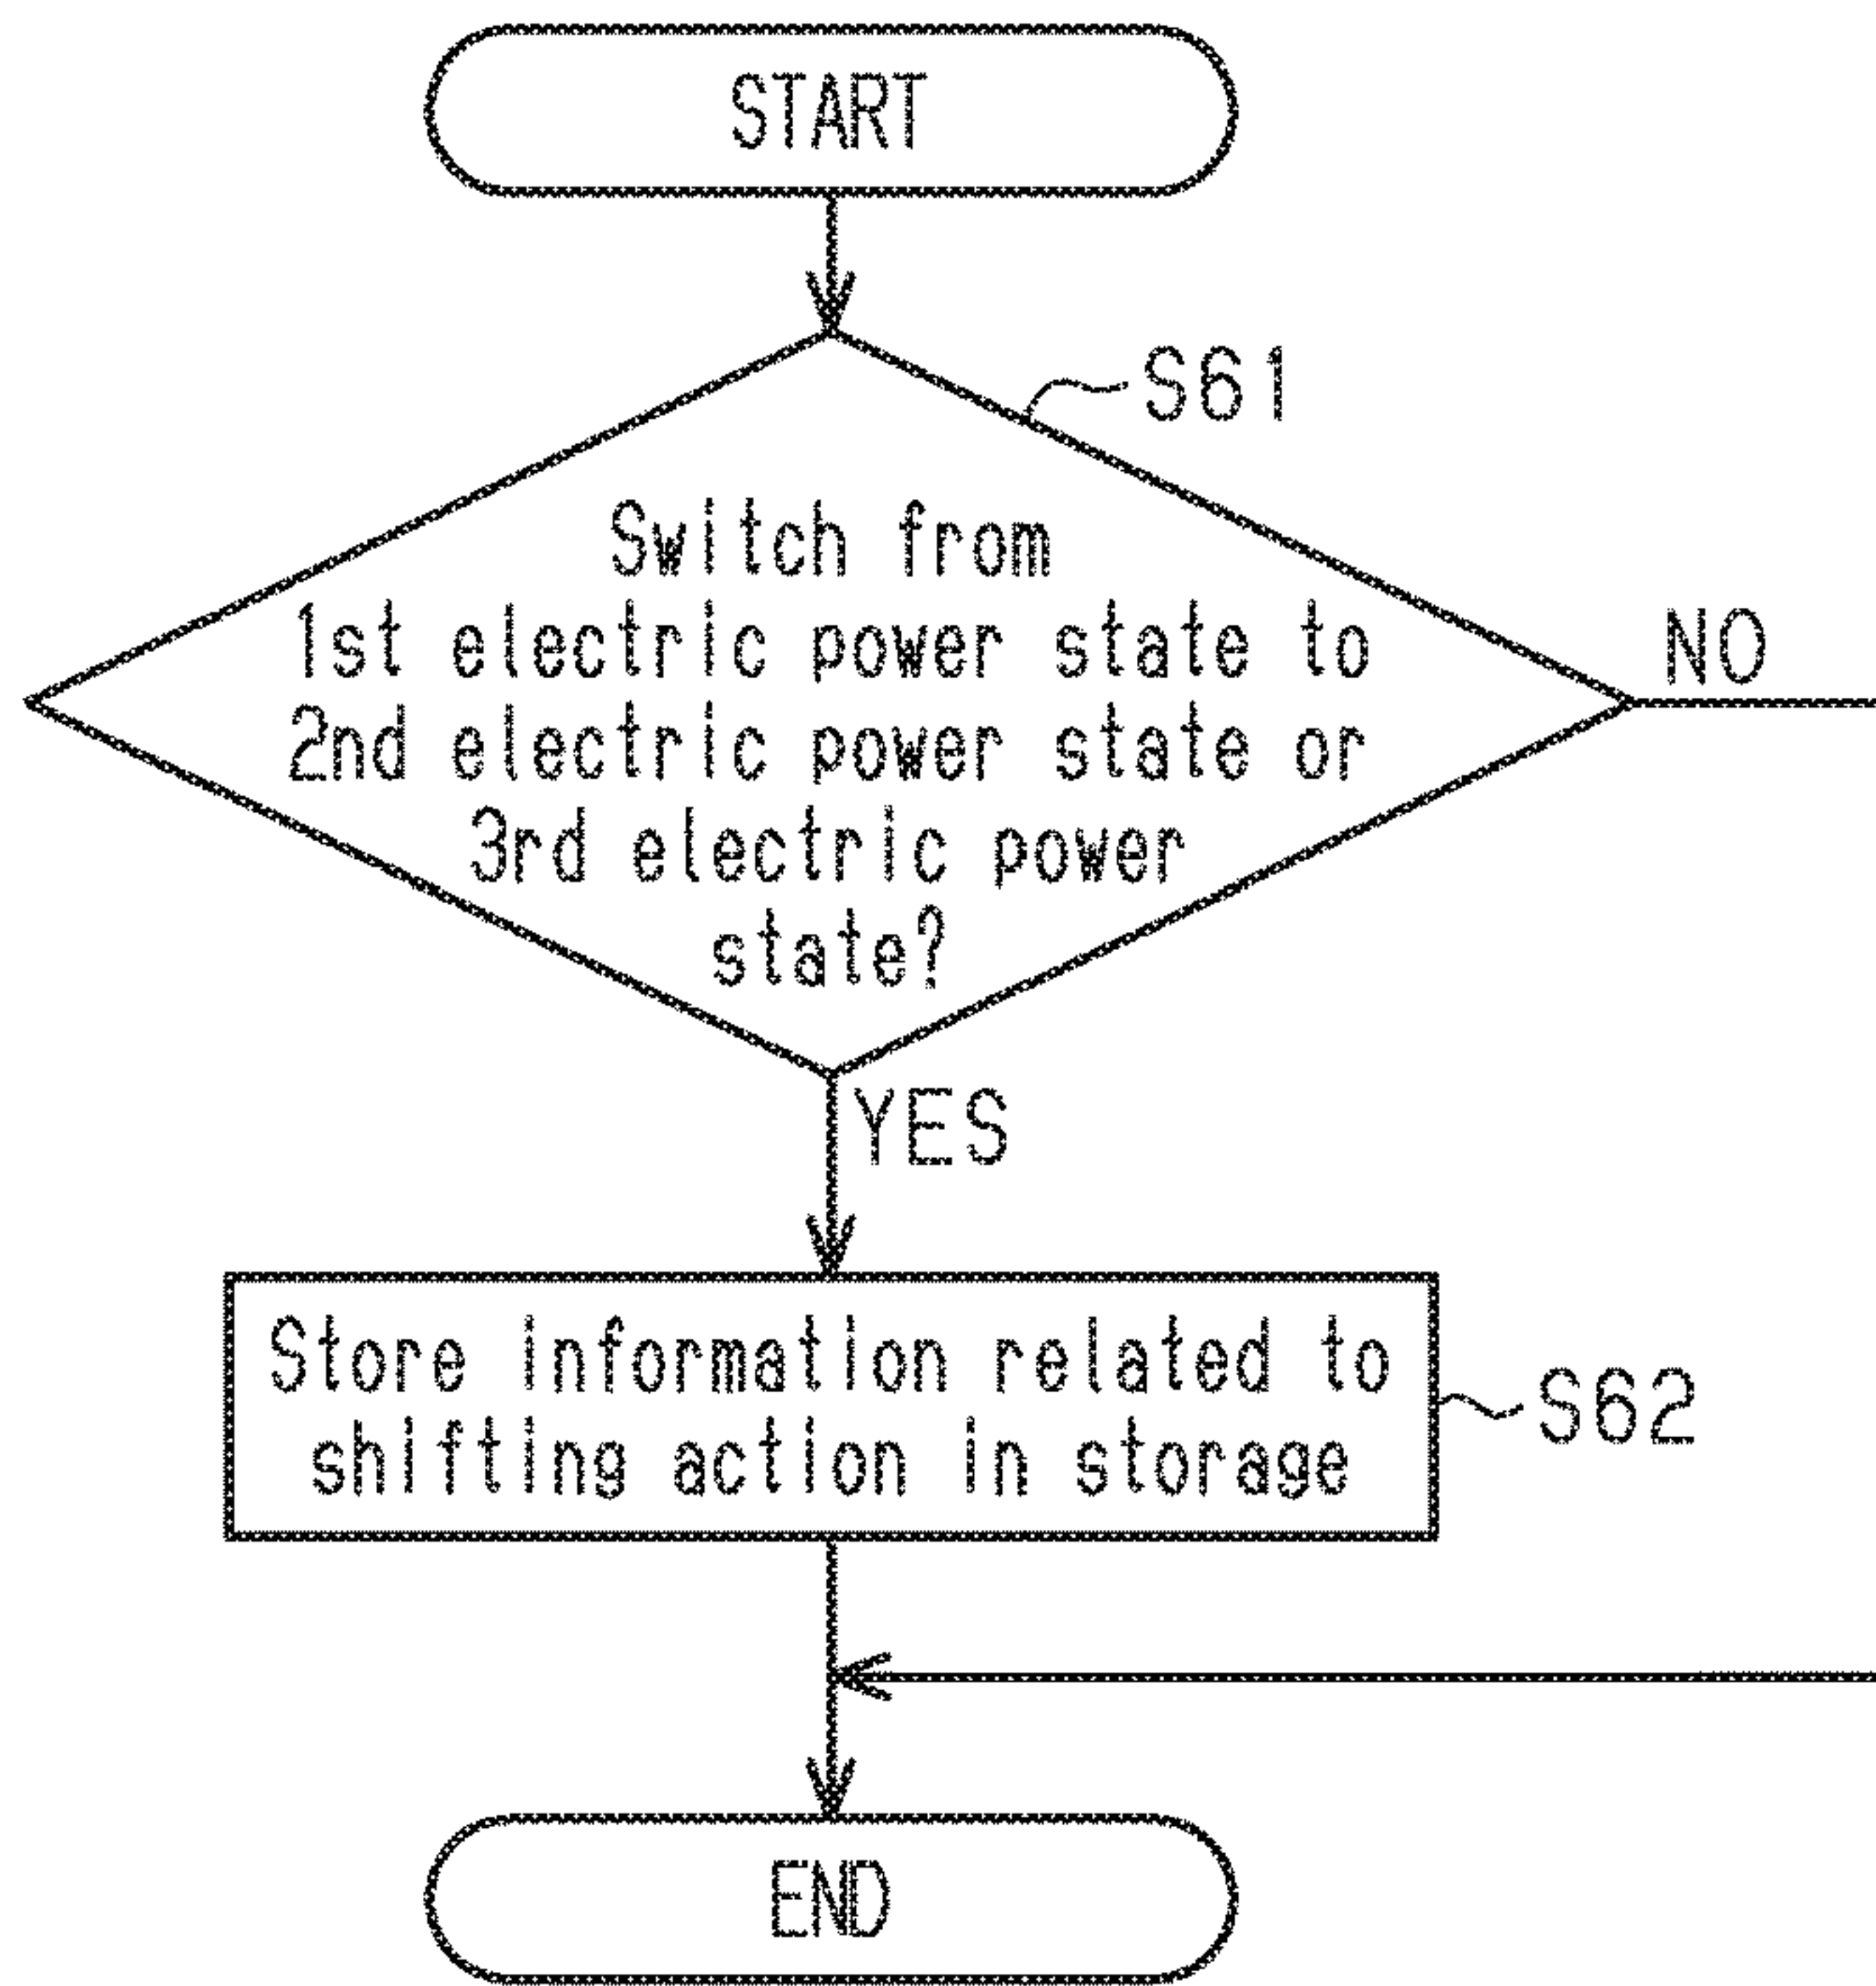 START
S61
Switch from
1st electric power state to
2nd electric power state or
3rd electric power
state?
NO
YES
Store information related to
shifting action in storage
S62
END